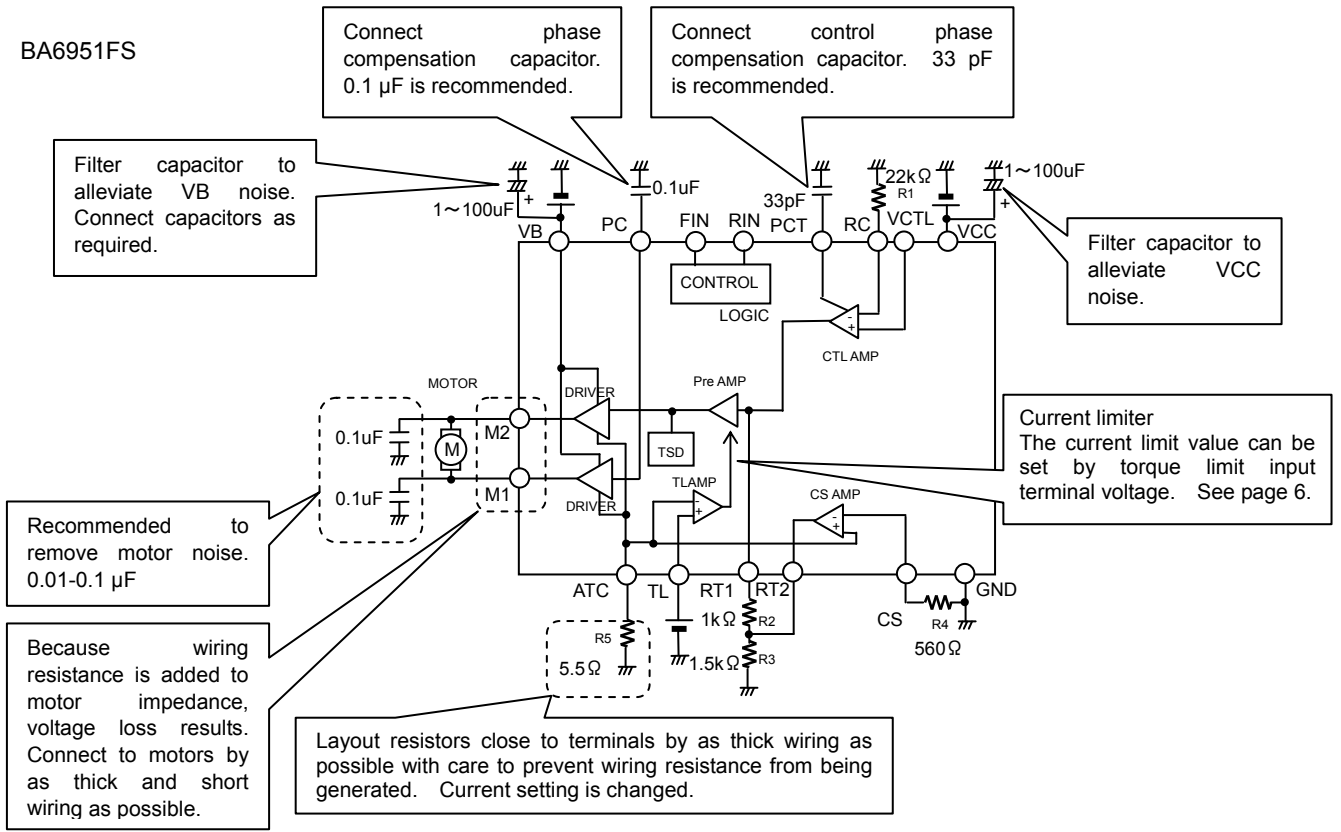 BA6951FS
Connect phase
compensation capacitor.
0.1 µF is recommended.
Connect control phase
compensation capacitor. 33 pF
is recommended.
Filter capacitor to
alleviate VB noise.
Connect capacitors as
required.
+
1～100uF
0.1uF
33pF
22kΩ
R1
1～100uF
+
VB
PC
FIN
RIN
PCT
RC
VCTL
VCC
Filter capacitor to
alleviate VCC
noise.
CONTROL
LOGIC
-
+
CTL AMP
MOTOR
DRIVER
Pre AMP
M2
TSD
0.1uF
M
0.1uF
M1
DRIVER
TLAMP
-
+
CS AMP
-
+
Current limiter
The current limit value can be
set by torque limit input
terminal voltage. See page 6.
Recommended to
remove motor noise.
0.01-0.1 µF
ATC
TL
RT1
RT2
CS
GND
R5
5.5Ω
1kΩ
R2
1.5kΩ
R3
R4
560Ω
Because wiring
resistance is added to
motor impedance,
voltage loss results.
Connect to motors by
as thick and short
wiring as possible.
Layout resistors close to terminals by as thick wiring as
possible with care to prevent wiring resistance from being
generated. Current setting is changed.